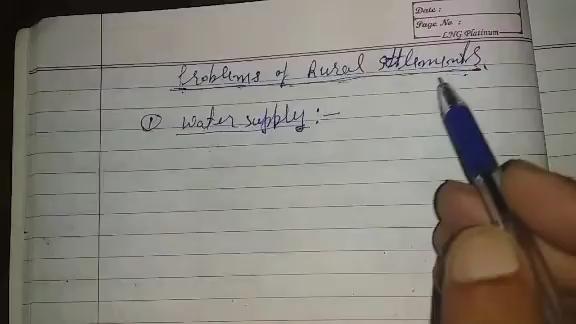 Date :
Page No :
LNG Platinum
Problems of Rural settlements
① Water supply :-